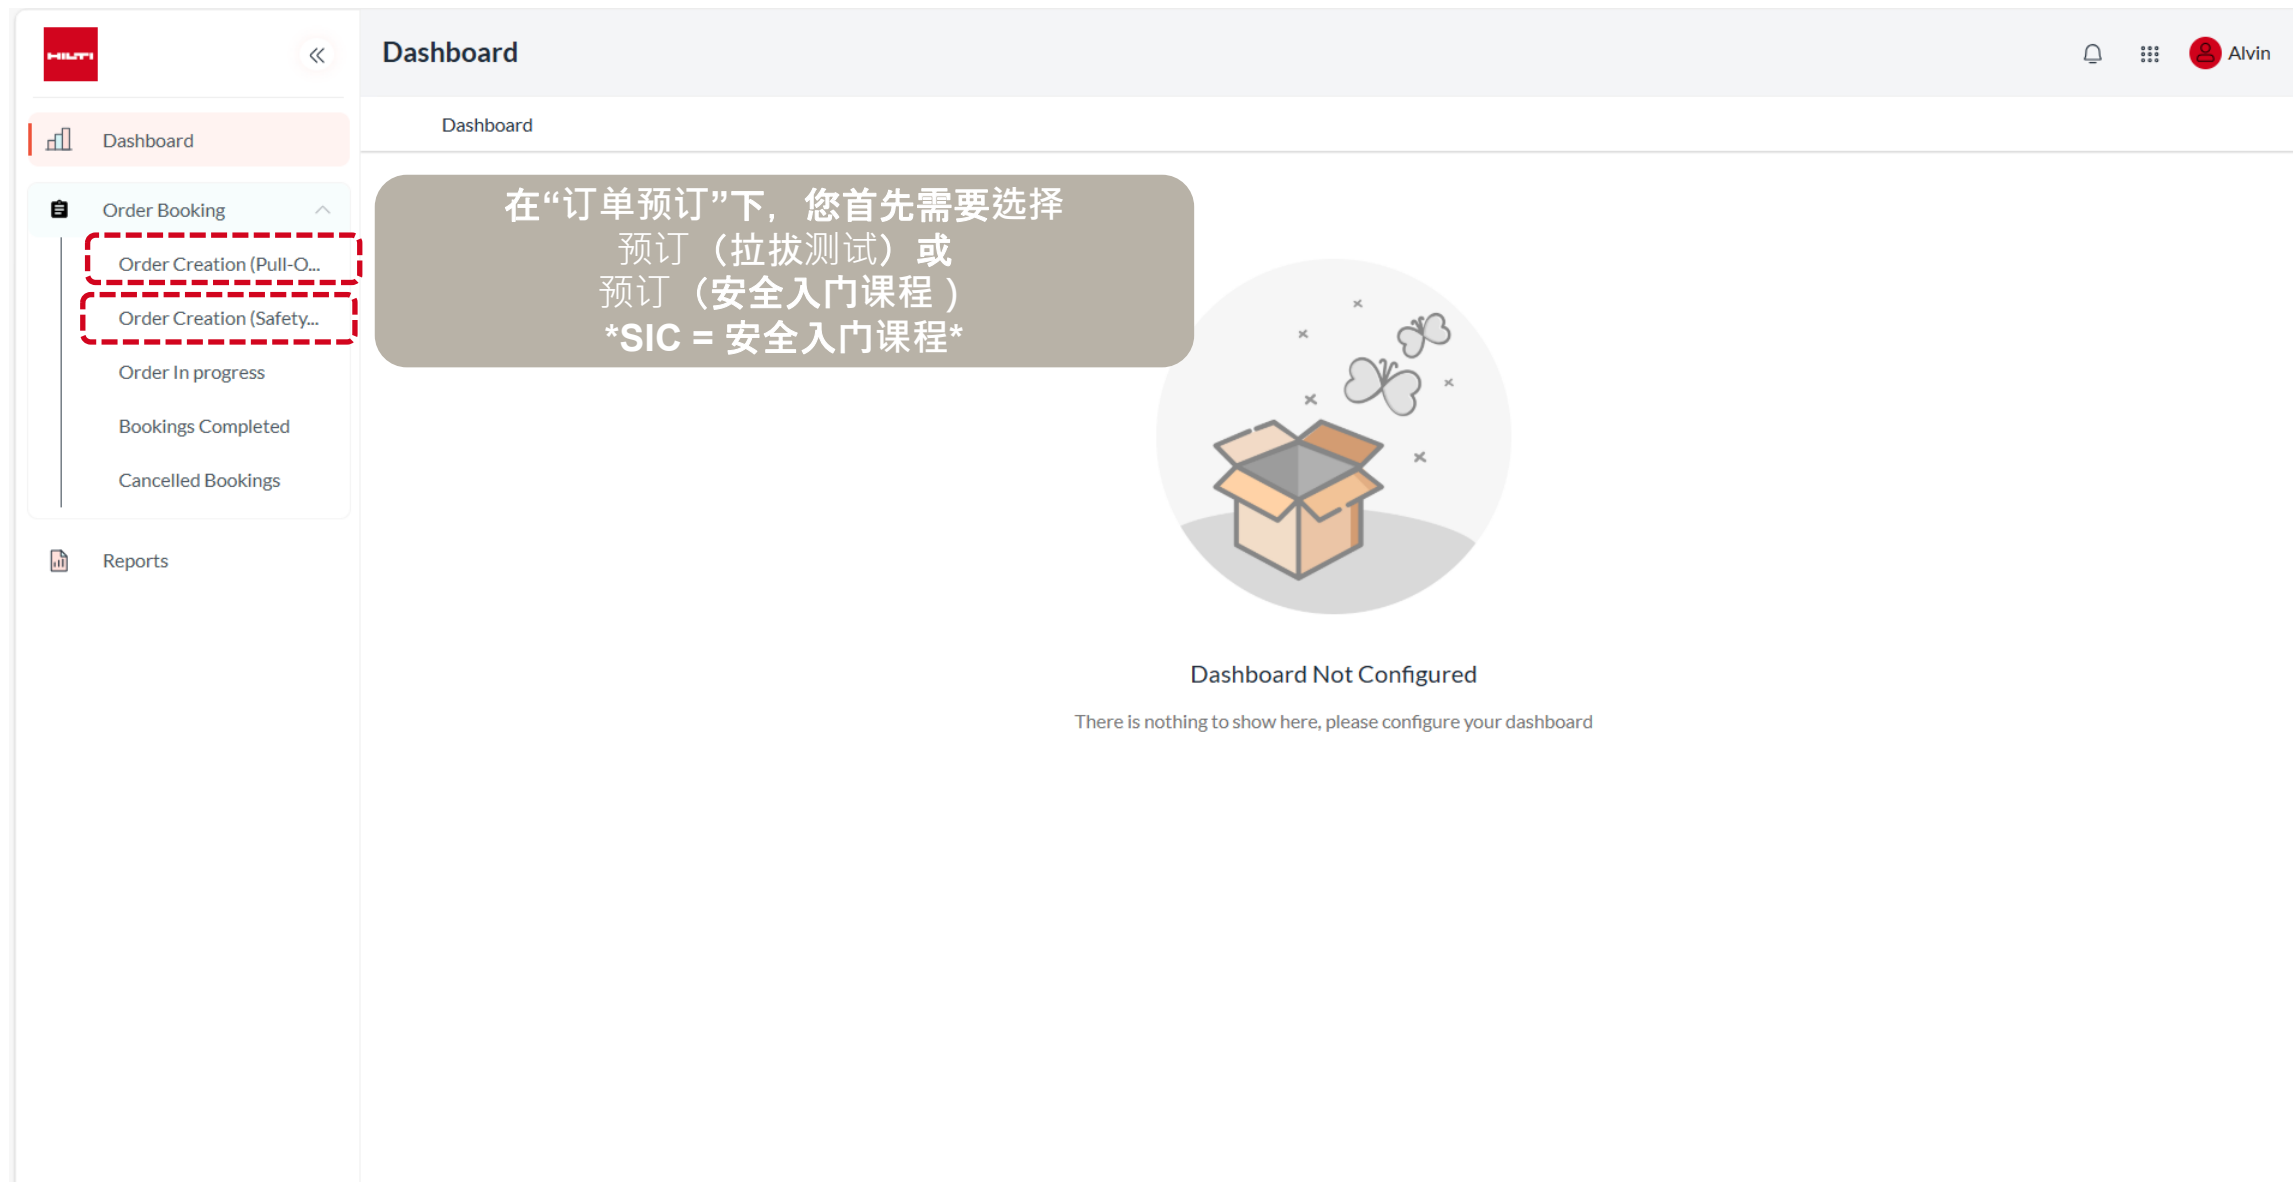 HILTI
Dashboard
Alvin
Dashboard
Dashboard
Order Booking
Order Creation (Pull-O...
Order Creation (Safety...
Order In progress
Bookings Completed
Cancelled Bookings
Reports
在“订单预订”下，您首先需要选择
预订（拉拔测试）或
预订（安全入门课程）
*SIC = 安全入门课程*
Dashboard Not Configured
There is nothing to show here, please configure your dashboard